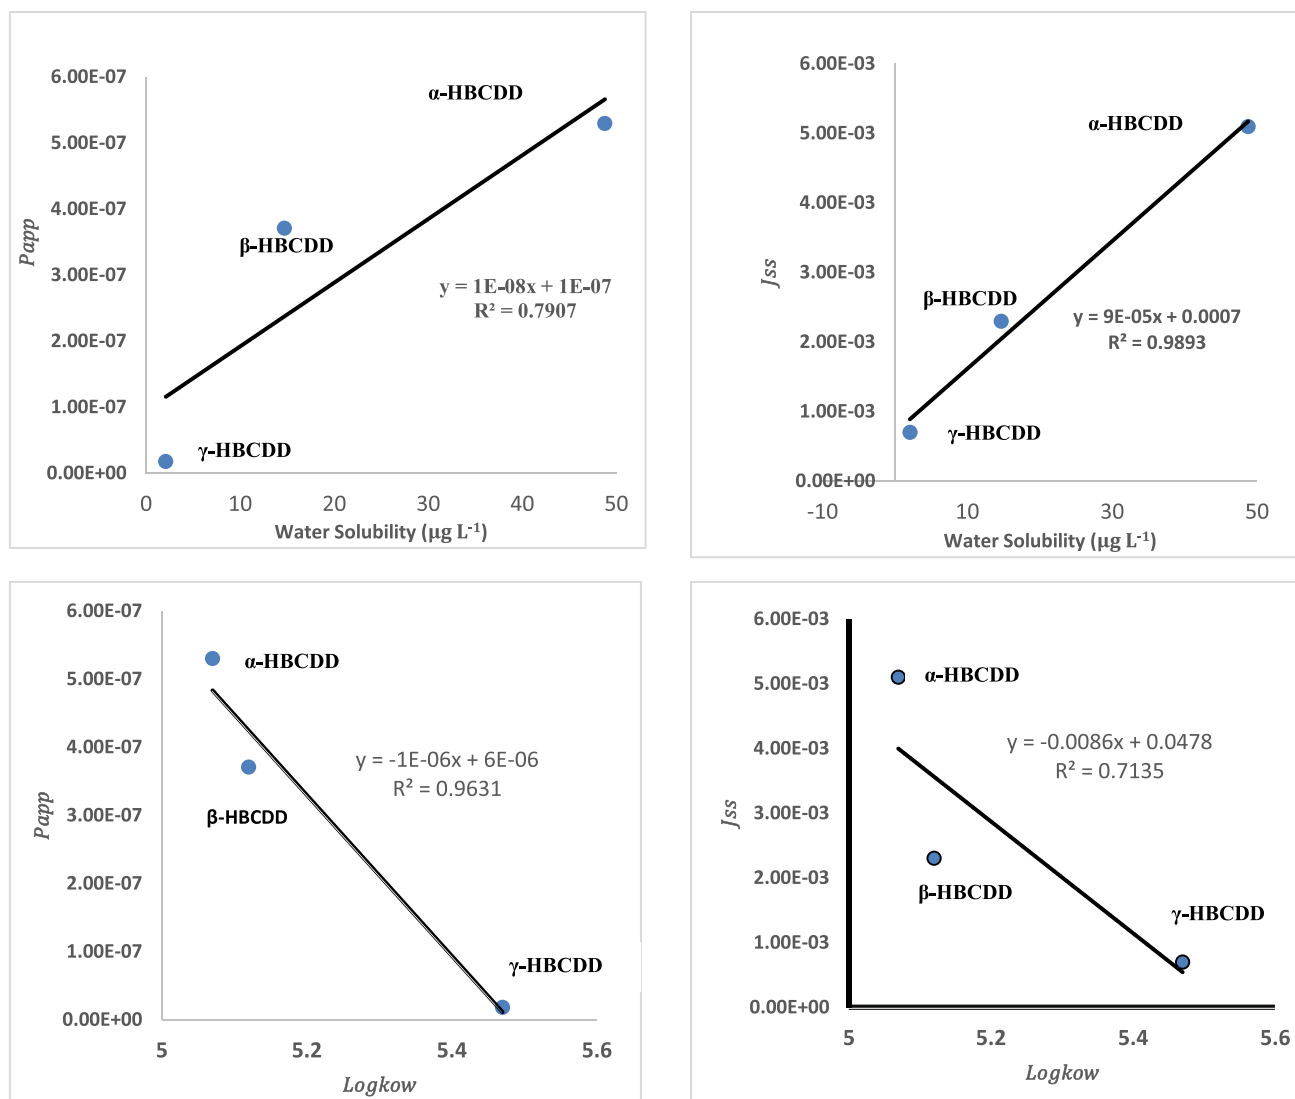 6.00E-07
5.00E-07
4.00E-07
3.00E-07
2.00E-07
1.00E-07
0.00E+00
Papp
α-HBCDD
β-HBCDD
γ-HBCDD
y = 1E-08x + 1E-07
R² = 0.7907
0 10 20 30 40 50
Water Solubility (µg L⁻¹)
6.00E-03
5.00E-03
4.00E-03
3.00E-03
2.00E-03
1.00E-03
0.00E+00
Jss
α-HBCDD
β-HBCDD
γ-HBCDD
y = 9E-05x + 0.0007
R² = 0.9893
-10 10 30 50
Water Solubility (µg L⁻¹)
6.00E-07
5.00E-07
4.00E-07
3.00E-07
2.00E-07
1.00E-07
0.00E+00
Papp
α-HBCDD
β-HBCDD
γ-HBCDD
y = -1E-06x + 6E-06
R² = 0.9631
5 5.2 5.4 5.6
Logkow
6.00E-03
5.00E-03
4.00E-03
3.00E-03
2.00E-03
1.00E-03
0.00E+00
Jss
α-HBCDD
β-HBCDD
γ-HBCDD
y = -0.0086x + 0.0478
R² = 0.7135
5 5.2 5.4 5.6
Logkow